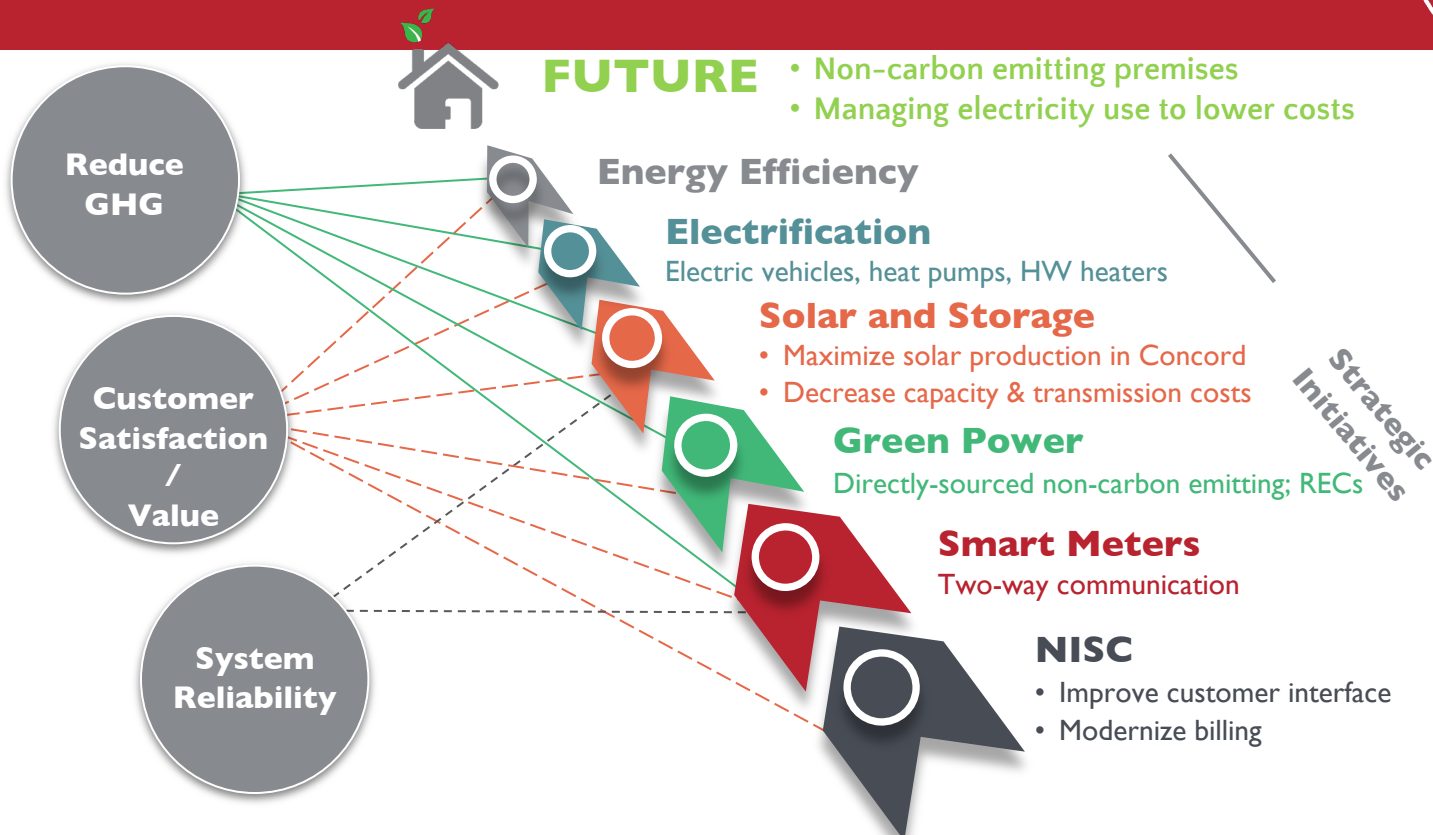 FUTURE
• Non-carbon emitting premises
• Managing electricity use to lower costs
Reduce
GHG
Energy Efficiency
Electrification
Electric vehicles, heat pumps, HW heaters
Solar and Storage
• Maximize solar production in Concord
• Decrease capacity & transmission costs
Customer
Satisfaction
/
Value
Strategic
Initiatives
Green Power
Directly-sourced non-carbon emitting; RECs
Smart Meters
Two-way communication
System
Reliability
NISC
• Improve customer interface
• Modernize billing